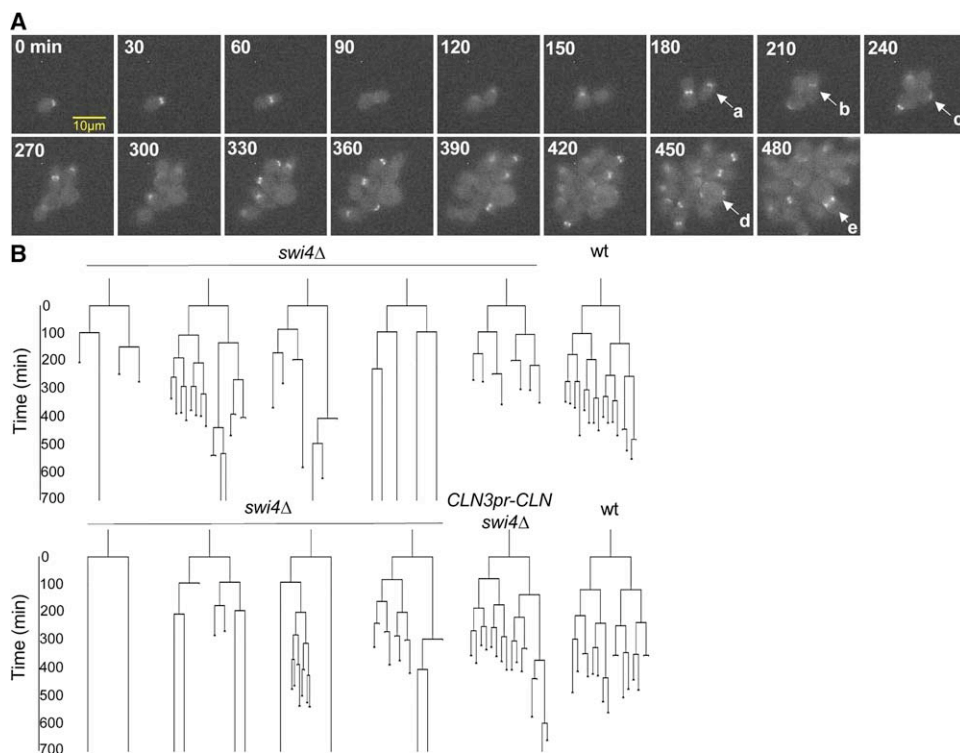 A
0 min 30 60 90 120 150 180 210 240
10µm a b c
270 300 330 360 390 420 450 480
d e
B
swi4Δ wt
Time (min)
0
100
200
300
400
500
600
700
swi4Δ CLN3pr-CLN swi4Δ wt
Time (min)
0
100
200
300
400
500
600
700